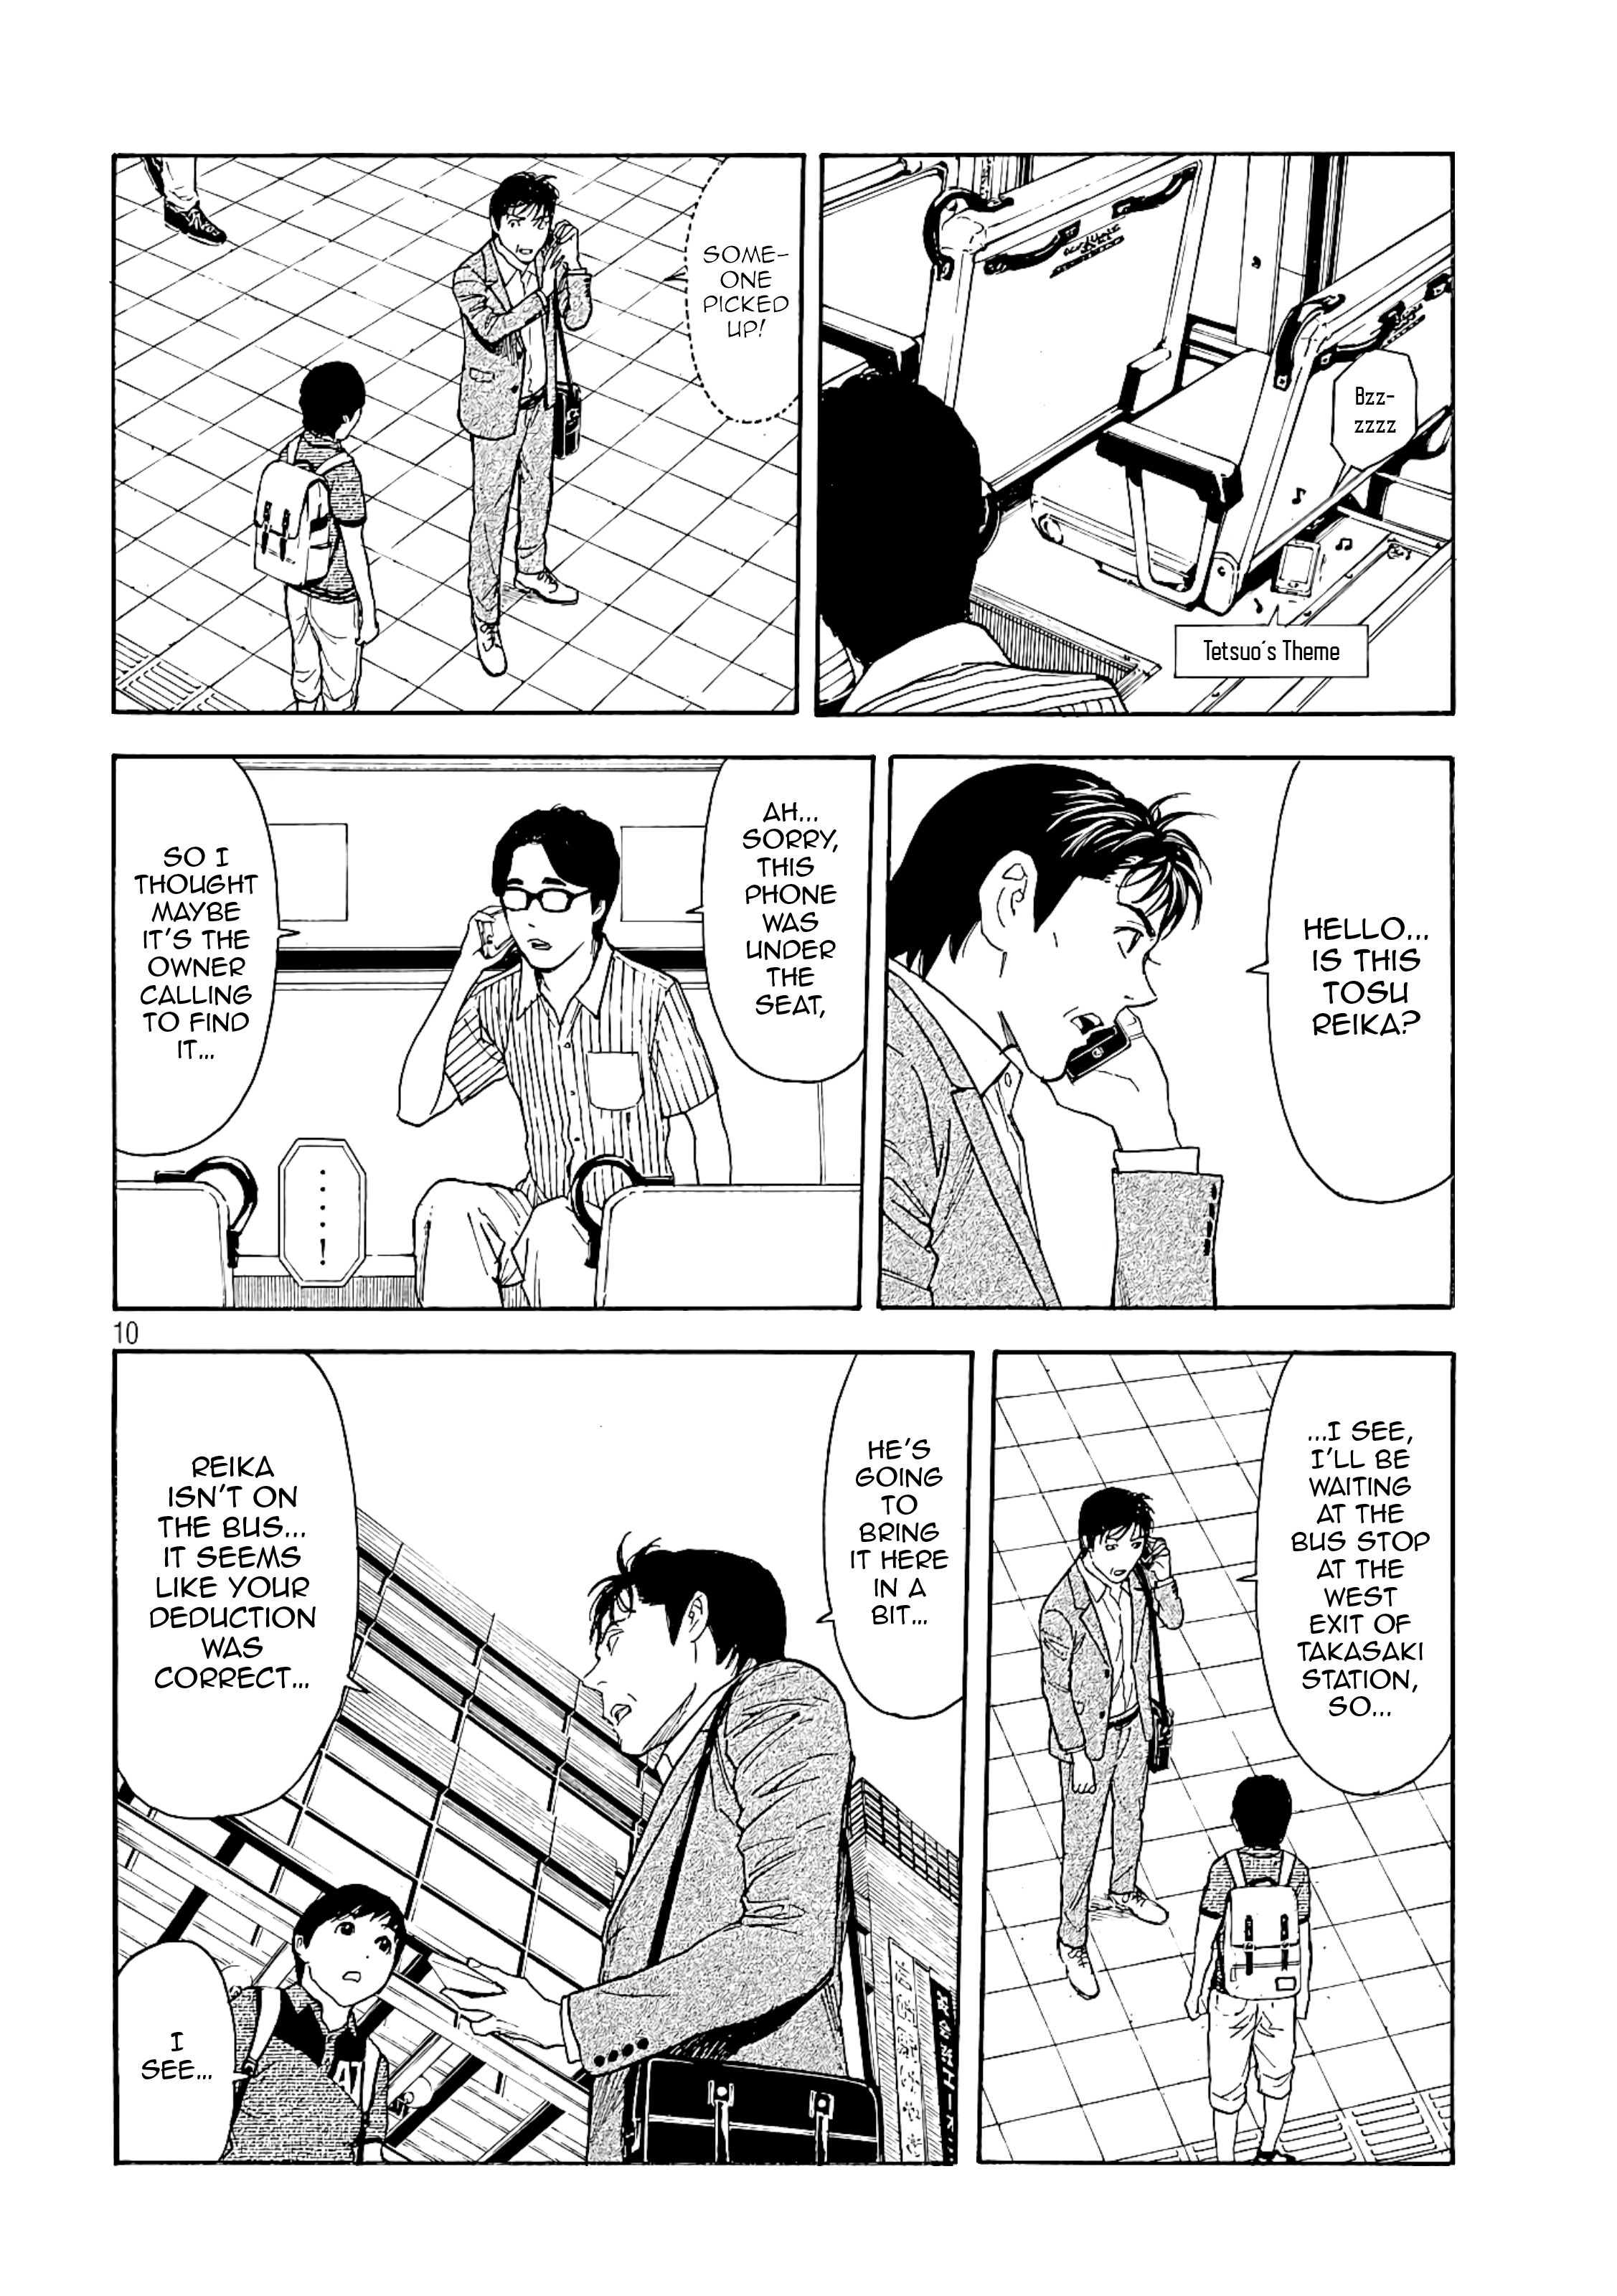 Bzz-
zzzz
Tetsuo's Theme
SOME-
ONE
PICKED
UP!
HELLO...
IS THIS
TOSU
REIKA?
AH...
SORRY,
THIS
PHONE
WAS
UNDER
THE
SEAT,
SO I
THOUGHT
MAYBE
IT'S THE
OWNER
CALLING
TO FIND
IT...
....!
10
...I SEE,
I'LL BE
WAITING
AT THE
BUS STOP
AT THE
WEST
EXIT OF
TAKASAKI
STATION,
SO...
HE'S
GOING
TO
BRING
IT HERE
IN A
BIT...
REIKA
ISN'T ON
THE BUS...
IT SEEMS
LIKE YOUR
DEDUCTION
WAS
CORRECT...
I
SEE...
AT